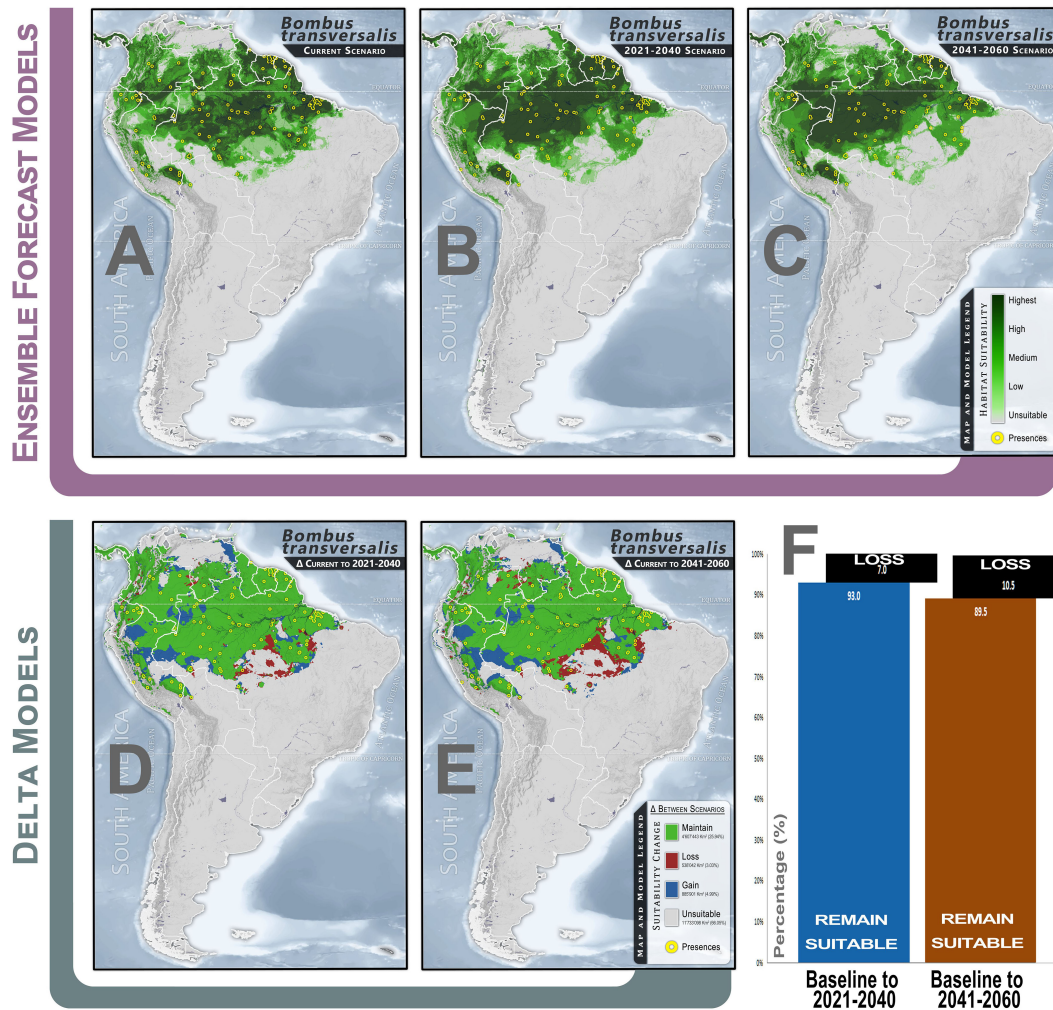 ENSEMBLE FORECAST MODELS
Bombus
transversalis
CURRENT SCENARIO
EQUATOR
SOUTH AMERICA
A
Bombus
transversalis
2021-2040 SCENARIO
EQUATOR
SOUTH AMERICA
B
Bombus
transversalis
2041-2060 SCENARIO
EQUATOR
SOUTH AMERICA
C
MAP AND MODEL LEGEND
HABITAT SUITABILITY
Highest
High
Medium
Low
Unsuitable
Presences
DELTA MODELS
Bombus
transversalis
Δ CURRENT TO 2021-2040
EQUATOR
SOUTH AMERICA
D
Bombus
transversalis
Δ CURRENT TO 2041-2060
EQUATOR
SOUTH AMERICA
E
MAP AND MODEL LEGEND
SUITABILITY CHANGE
Δ BETWEEN SCENARIOS
Maintain
Loss
Gain
Unsuitable
Presences
F
Percentage (%)
100%
90%
80%
70%
60%
50%
40%
30%
20%
10%
0%
LOSS
7.0
93.0
REMAIN
SUITABLE
LOSS
10.5
89.5
REMAIN
SUITABLE
Baseline to
2021-2040
Baseline to
2041-2060